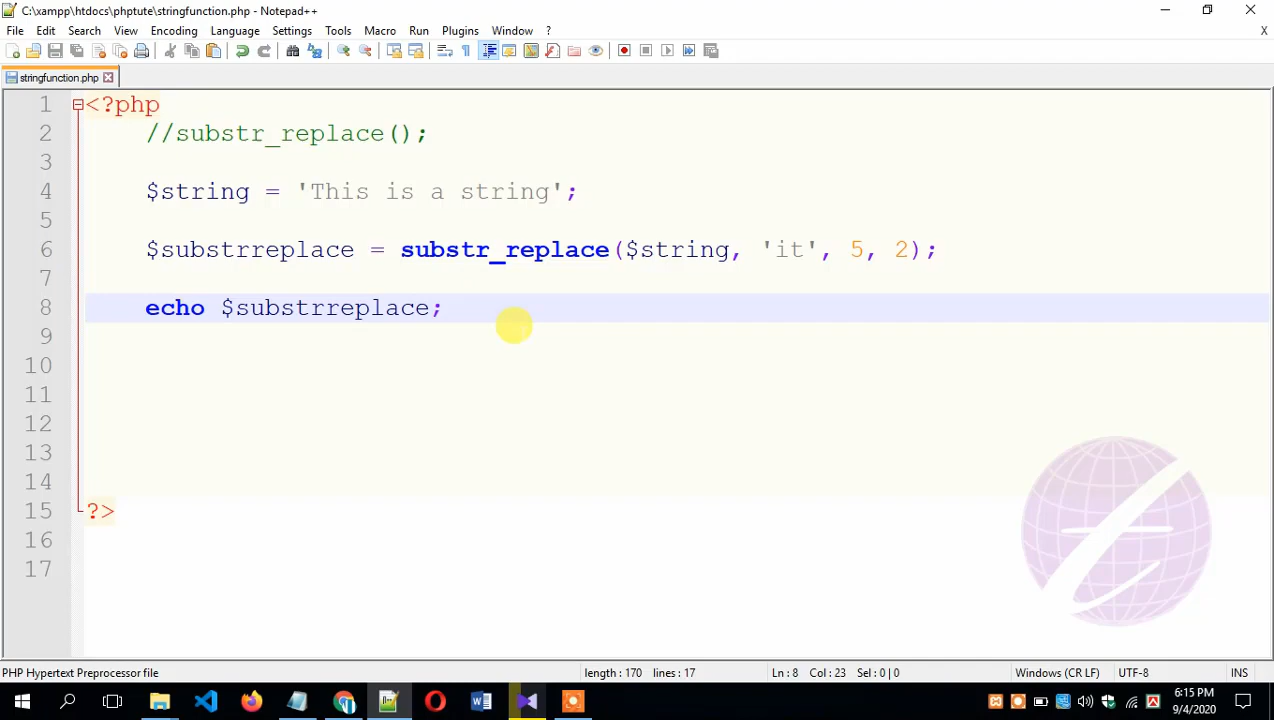 C:\xampp\htdocs\phptute\stringfunction.php - Notepad++
File Edit Search View Encoding Language Settings Tools Macro Run Plugins Window ? X
stringfunction.php
1 <?php
2 //substr_replace();
3
4 $string = 'This is a string';
5
6 $substrreplace = substr_replace($string, 'it', 5, 2);
7
8 echo $substrreplace;
9
10
11
12
13
14
15 ?>
16
17
PHP Hypertext Preprocessor file length : 170 lines : 17 Ln : 8 Col : 23 Sel : 0 | 0 Windows (CR LF) UTF-8 INS
6:15 PM
9/4/2020